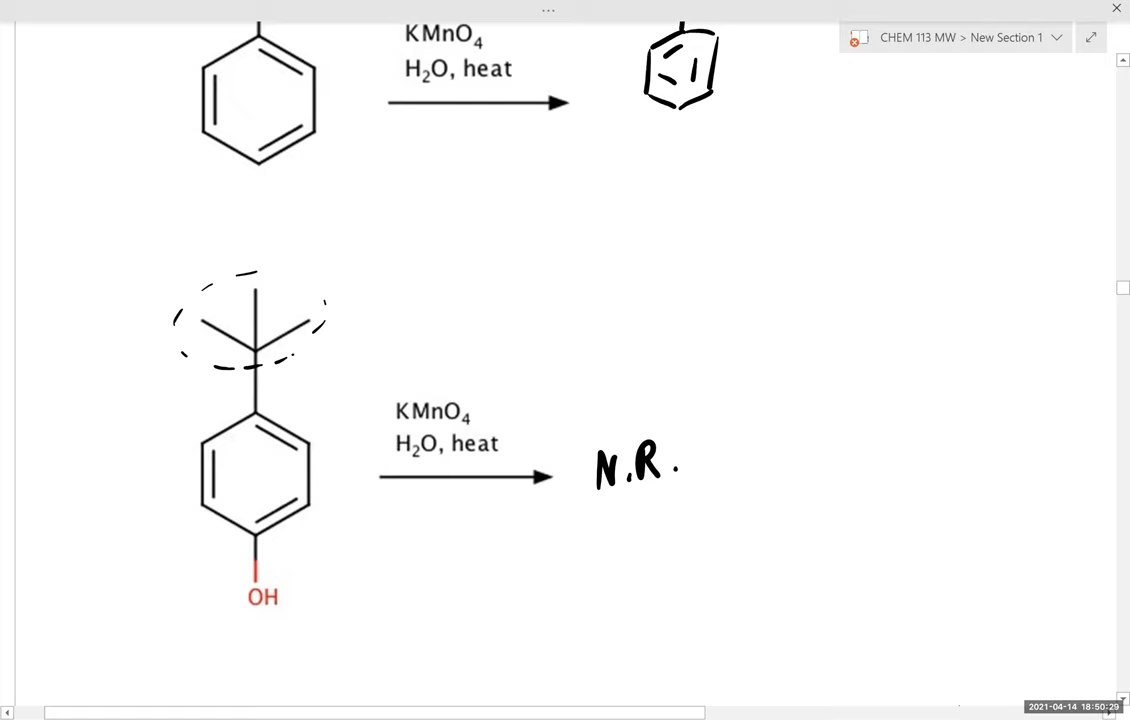 ...
CHEM 113 MW > New Section 1
KMnO₄
H₂O, heat
KMnO₄
H₂O, heat
N.R.
OH
2021-04-14 18:50:29